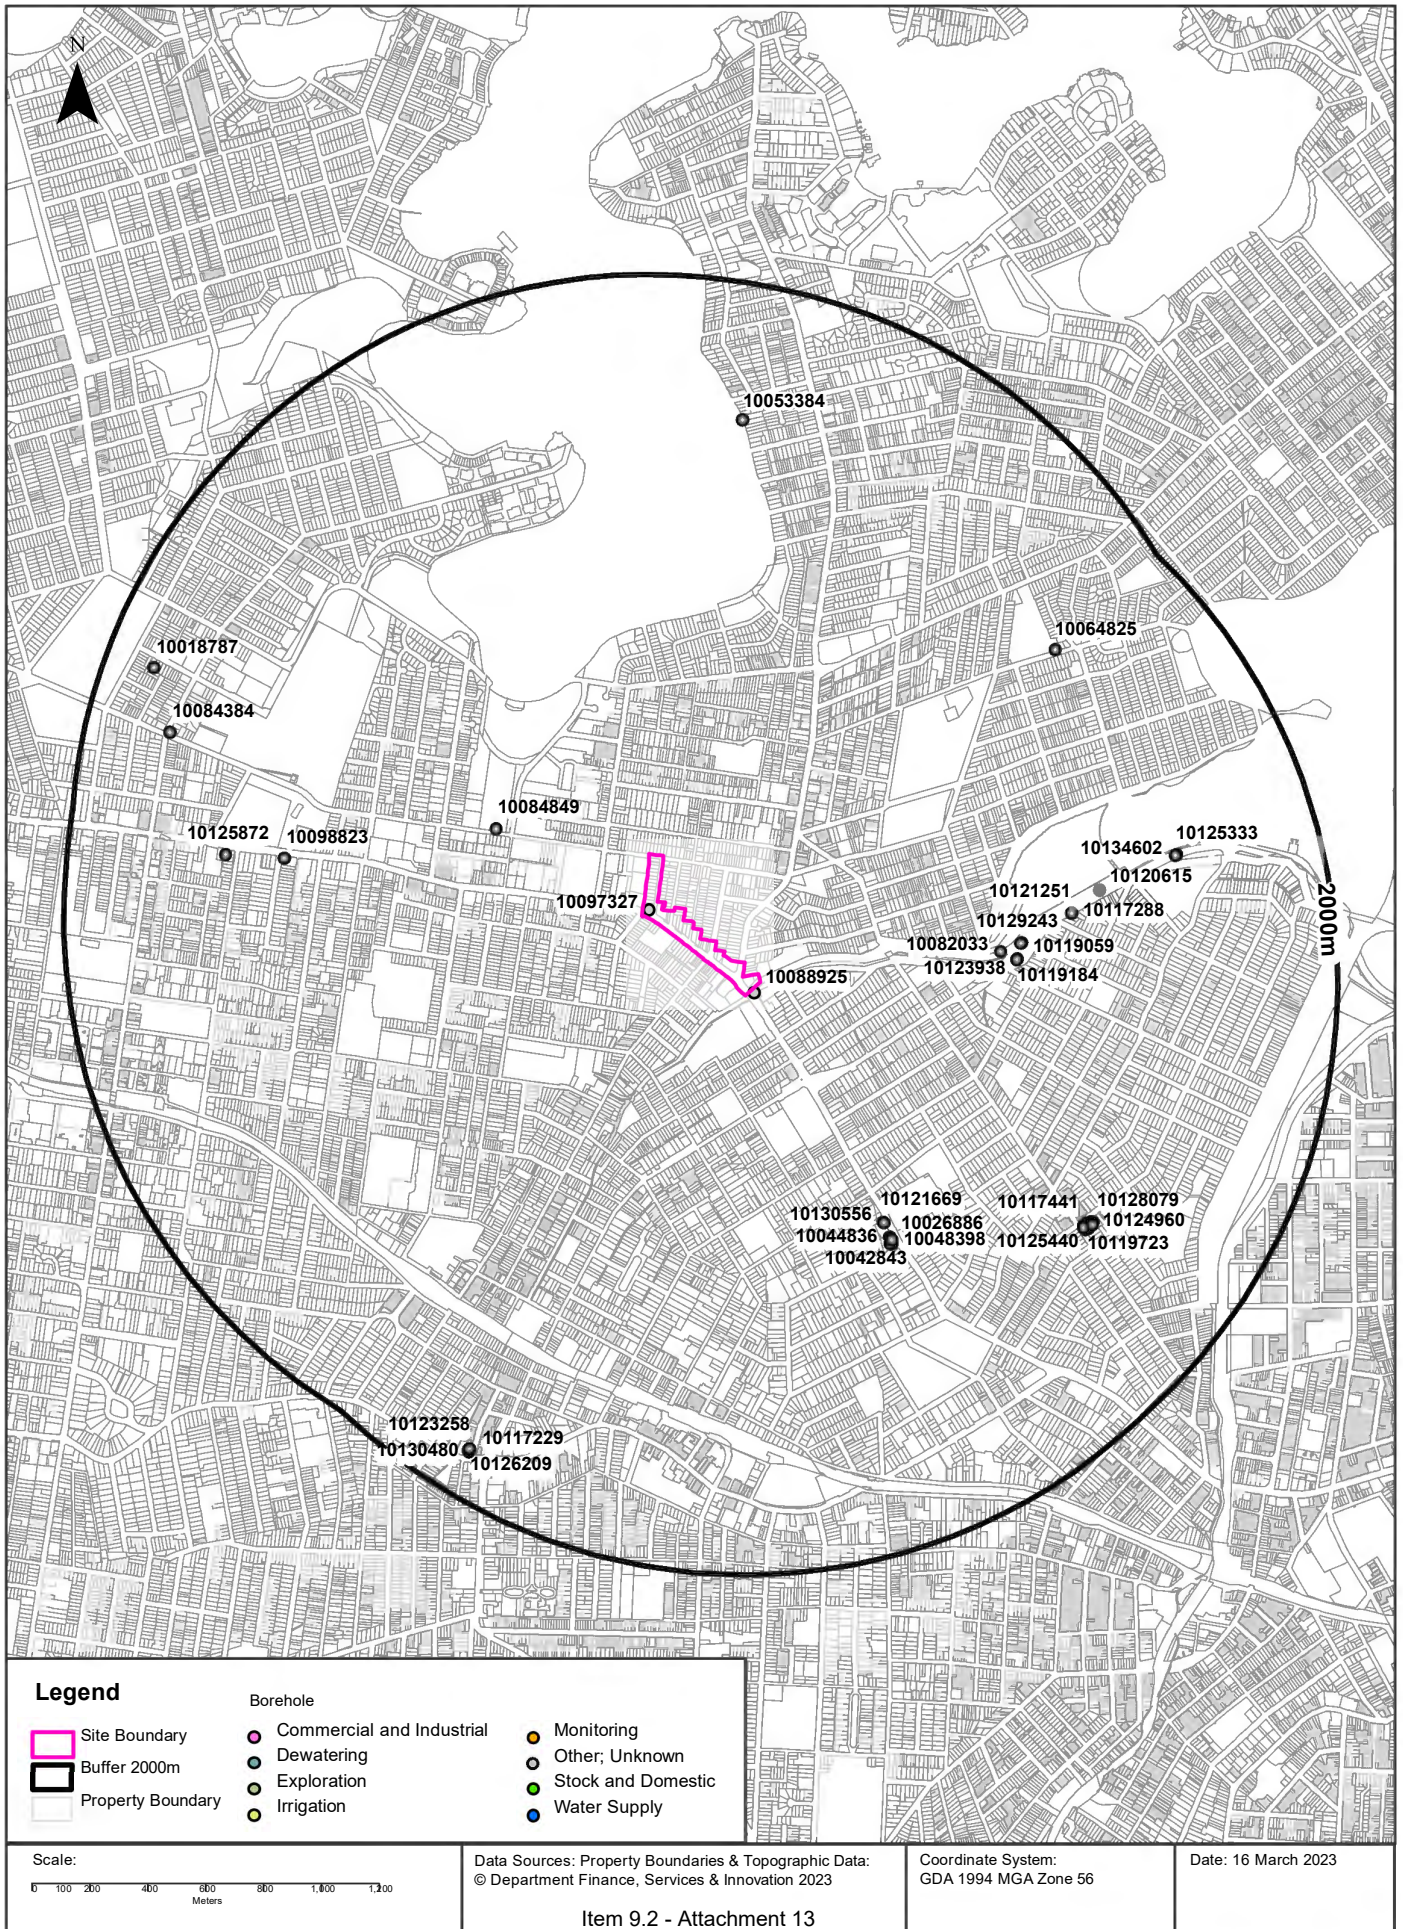 N
10053384
10064825
10018787
10084384
10084849
10125872
10098823
10125333
10134602
10120615
10121251
10097327
10117288
10129243
10082033
10119059
10123938
10119184
10088925
2000m
10121669
10117441
10128079
10130556
10026886
10124960
10044836
10048398
10125440
10119723
10042843
10123258
10117229
10130480
10126209
Legend
Site Boundary
Buffer 2000m
Property Boundary
Borehole
Commercial and Industrial
Dewatering
Exploration
Irrigation
Monitoring
Other; Unknown
Stock and Domestic
Water Supply
Scale:
0 100 200 400 600 800 1,000 1,200
Meters
Data Sources: Property Boundaries & Topographic Data:
© Department Finance, Services & Innovation 2023
Coordinate System:
GDA 1994 MGA Zone 56
Date: 16 March 2023
Item 9.2 - Attachment 13